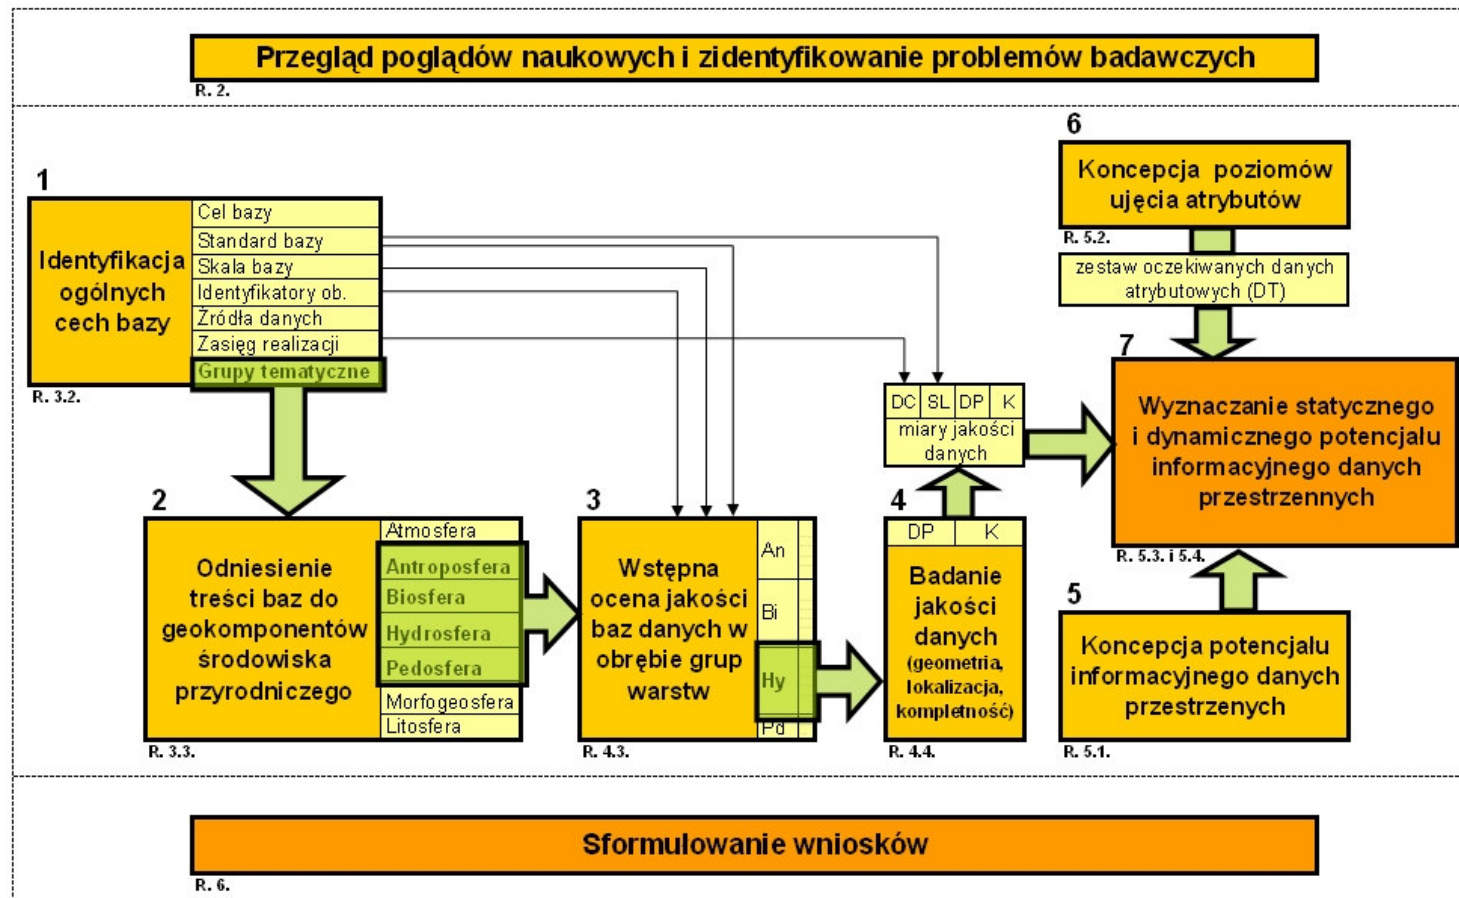 Przegląd poglądów naukowych i zidentyfikowanie problemów badawczych
R. 2.
1
Identyfikacja
ogólnych
cech bazy
Cel bazy
Standard bazy
Skala bazy
Identyfikatory ob.
Źródła danych
Zasięg realizacji
Grupy tematyczne
R. 3.2.
6
Koncepcja poziomów
ujęcia atrybutów
R. 5.2.
zestaw oczekiwanych danych
atrybutowych (DT)
DC SL DP K
miary jakości
danych
7
Wyznaczanie statycznego
i dynamicznego potencjału
informacyjnego danych
przestrzennych
R. 5.3. i 5.4.
2
Odniesienie
treści baz do
geokomponentów
środowiska
przyrodniczego
Atmosfera
Antroposfera
Biosfera
Hydrosfera
Pedosfera
Morfogeosfera
Litosfera
R. 3.3.
3
Wstępna
ocena jakości
baz danych w
obrębie grup
warstw
An
Bi
Hy
Pd
R. 4.3.
4
DP K
Badanie
jakości
danych
(geometria,
lokalizacja,
kompletność)
R. 4.4.
5
Koncepcja potencjału
informacyjnego danych
przestrzenych
R. 5.1.
Sformułowanie wniosków
R. 6.